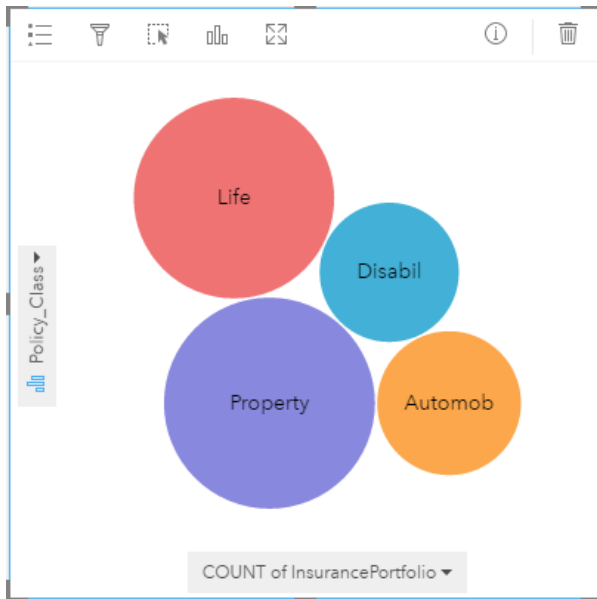 Life
Disabil
Policy_Class
Property
Automob
COUNT of InsurancePortfolio